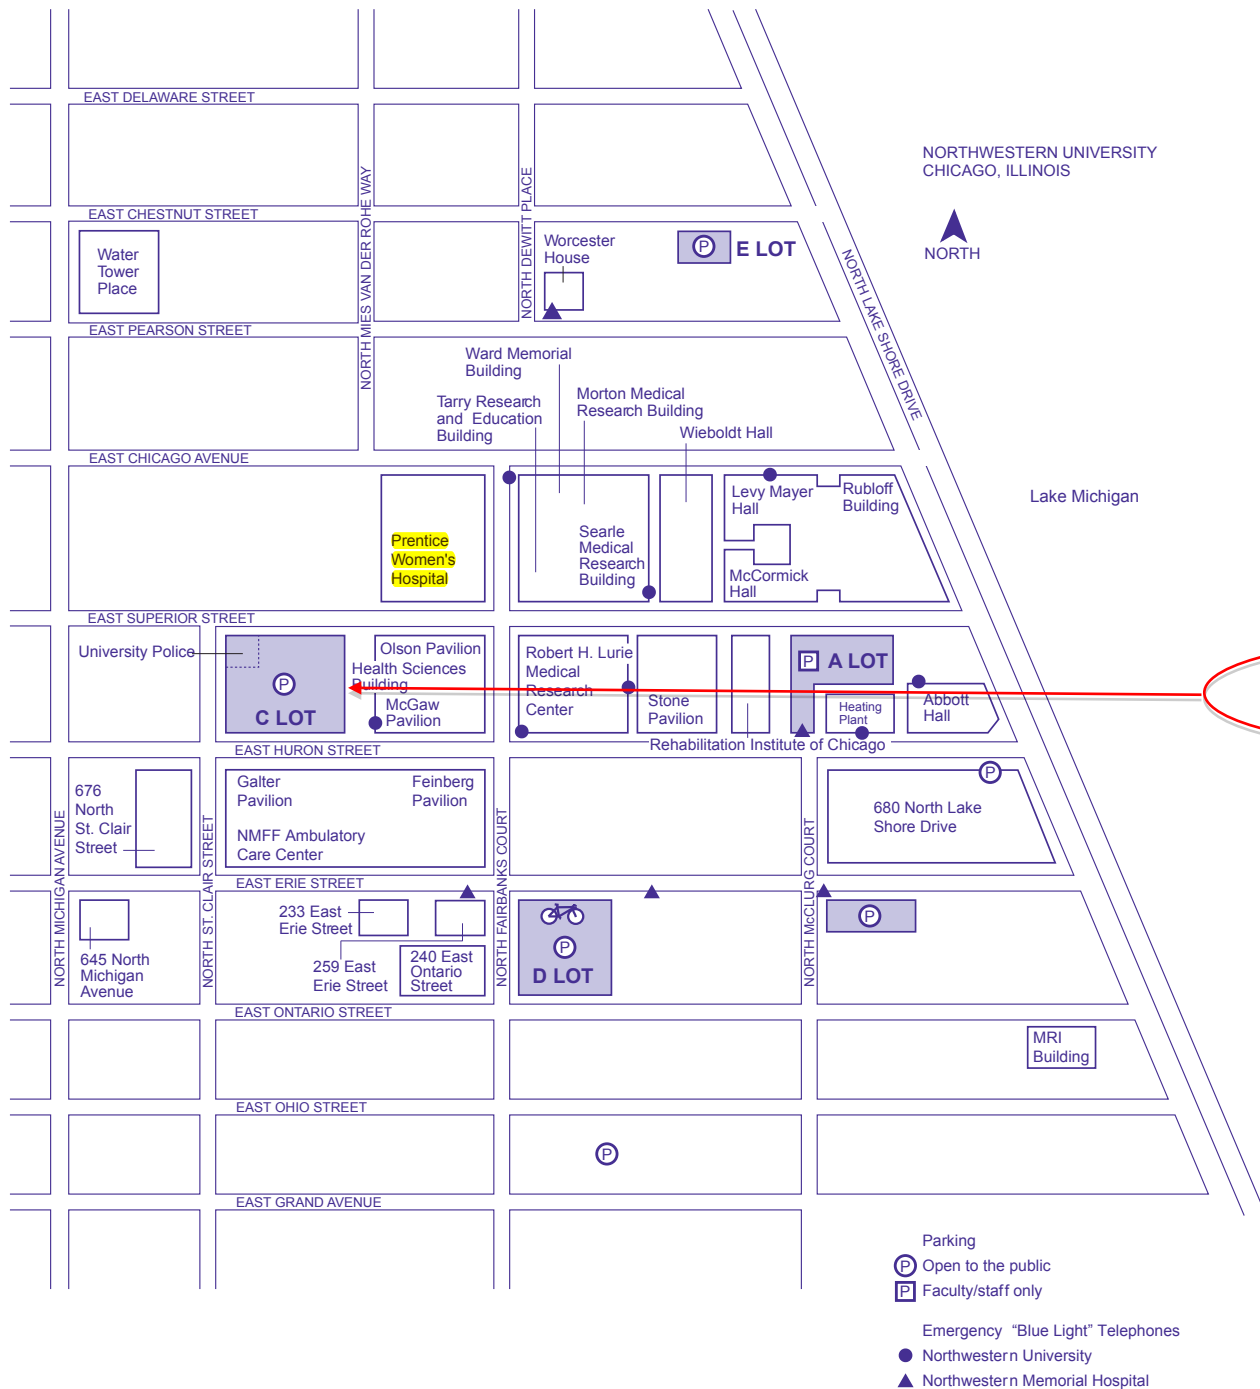 EAST DELAWARE STREET
NORTHWESTERN UNIVERSITY
CHICAGO, ILLINOIS
NORTH
EAST CHESTNUT STREET
NORTH MIES VAN DER ROHE WAY
NORTH DEWITT PLACE
Water
Tower
Place
Worcester
House
P
E LOT
NORTH LAKE SHORE DRIVE
EAST PEARSON STREET
Ward Memorial
Building
Tarry Research
and Education
Building
Morton Medical
Research Building
Wieboldt Hall
EAST CHICAGO AVENUE
Lake Michigan
Prentice
Women's
Hospital
Searle
Medical
Research
Building
Levy Mayer
Hall
Rubloff
Building
McCormick
Hall
EAST SUPERIOR STREET
University Police
P
C LOT
Olson Pavilion
Health Sciences
Building
McGaw
Pavilion
Robert H. Lurie
Medical
Research
Center
Stone
Pavilion
P
A LOT
Heating
Plant
Abbott
Hall
Rehabilitation Institute of Chicago
EAST HURON STREET
676
North
St. Clair
Street
Galter
Pavilion
Feinberg
Pavilion
NMFF Ambulatory
Care Center
P
680 North Lake
Shore Drive
NORTH MICHIGAN AVENUE
NORTH ST. CLAIR STREET
NORTH FAIRBANKS COURT
NORTH McCLURG COURT
EAST ERIE STREET
645 North
Michigan
Avenue
233 East
Erie Street
259 East
Erie Street
240 East
Ontario
Street
P
D LOT
P
EAST ONTARIO STREET
MRI
Building
EAST OHIO STREET
P
EAST GRAND AVENUE
Parking
P Open to the public
P Faculty/staff only
Emergency “Blue Light” Telephones
Northwestern University
Northwestern Memorial Hospital